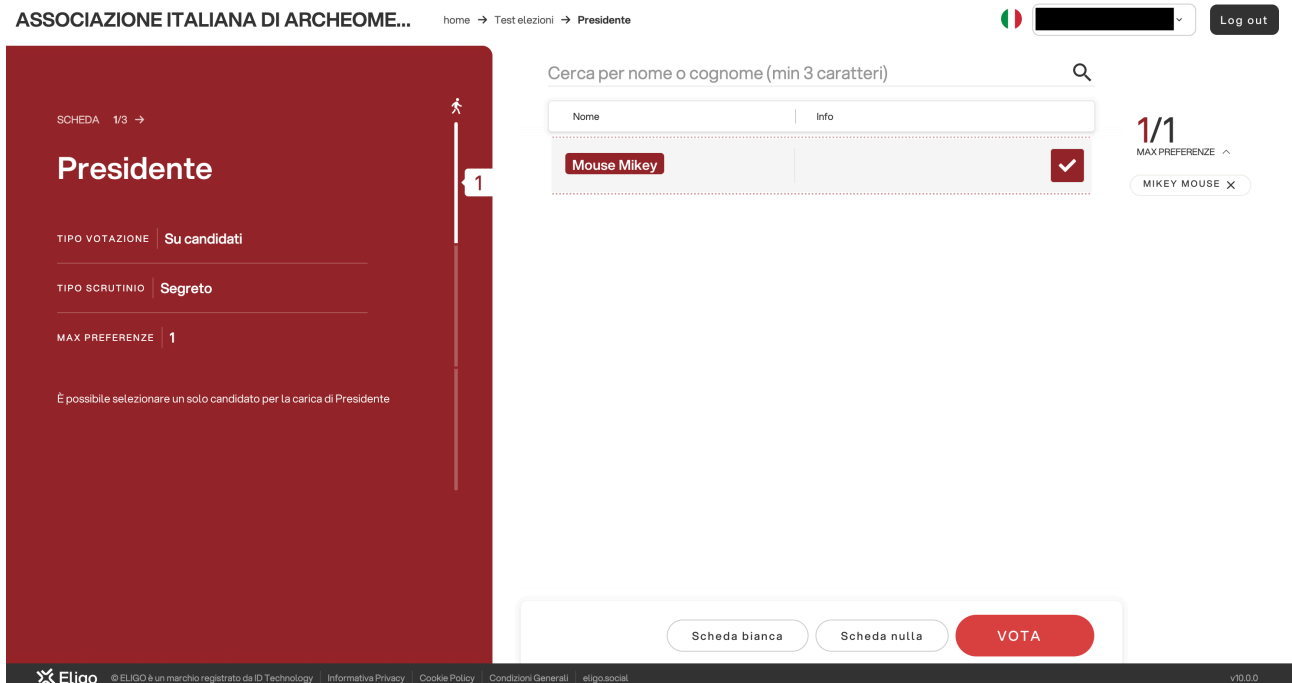 ASSOCIAZIONE ITALIANA DI ARCHEOME...
home → Test elezioni → Presidente
Log out
SCHEDA 1/3 →
Presidente
1
TIPO VOTAZIONE Su candidati
TIPO SCRUTINIO Segreto
MAX PREFERENZE 1
È possibile selezionare un solo candidato per la carica di Presidente
Cerca per nome o cognome (min 3 caratteri)
Nome Info
Mouse Mikey
1/1
MAX PREFERENZE
MIKEY MOUSE X
Scheda bianca Scheda nulla VOTA
Eligo © ELIGO è un marchio registrato da ID Technology Informativa Privacy Cookie Policy Condizioni Generali eligo.social v10.0.0